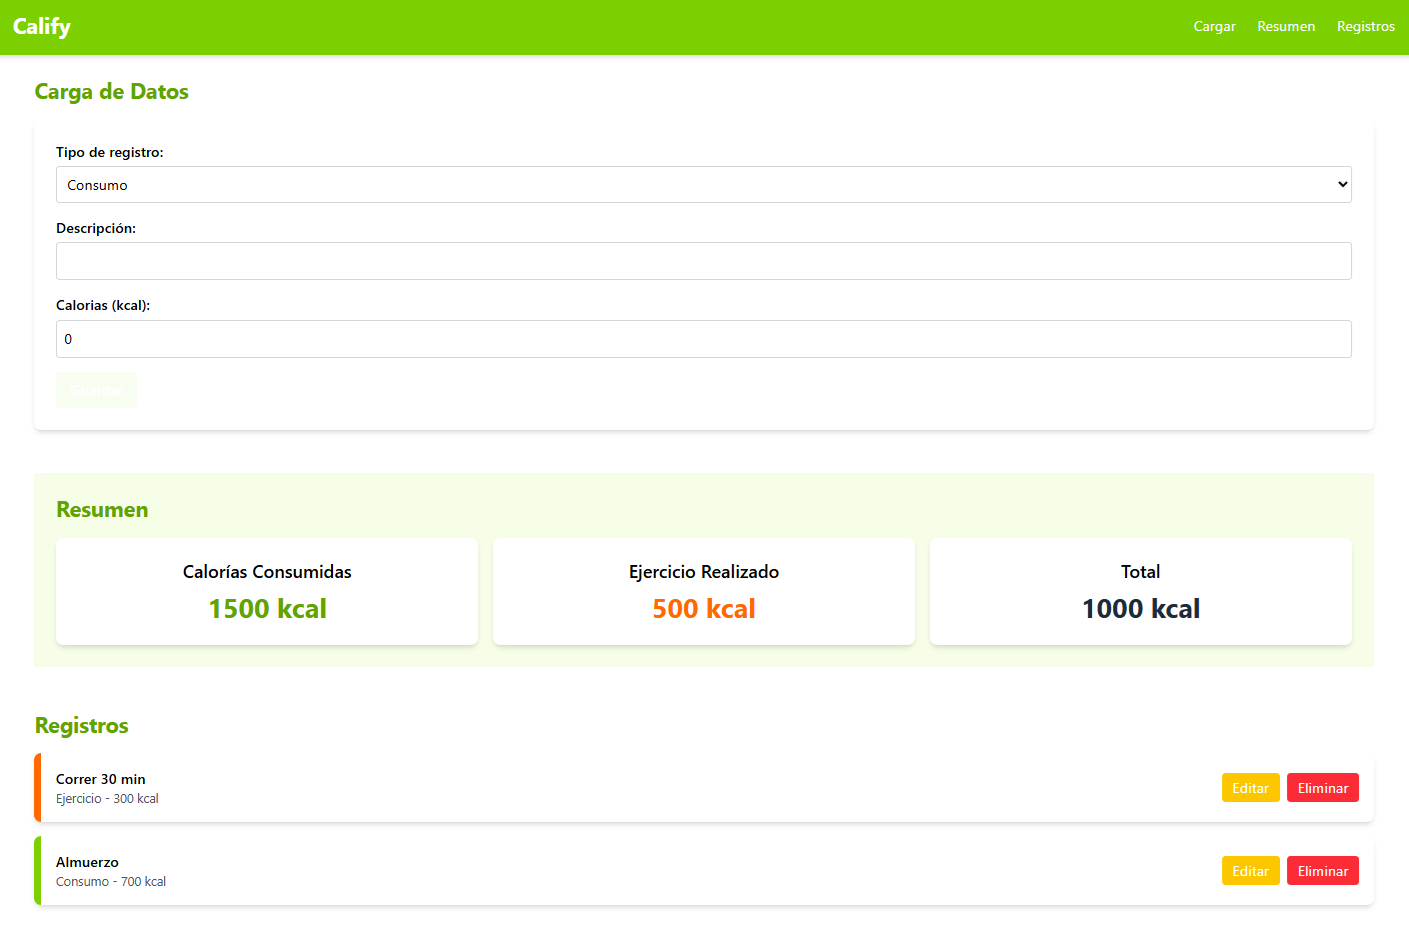 Calify
Cargar Resumen Registros
Carga de Datos
Tipo de registro:
Consumo
Descripción:
Calorias (kcal):
0
Guardar
Resumen
Calorías Consumidas
1500 kcal
Ejercicio Realizado
500 kcal
Total
1000 kcal
Registros
Correr 30 min
Ejercicio - 300 kcal
Editar Eliminar
Almuerzo
Consumo - 700 kcal
Editar Eliminar